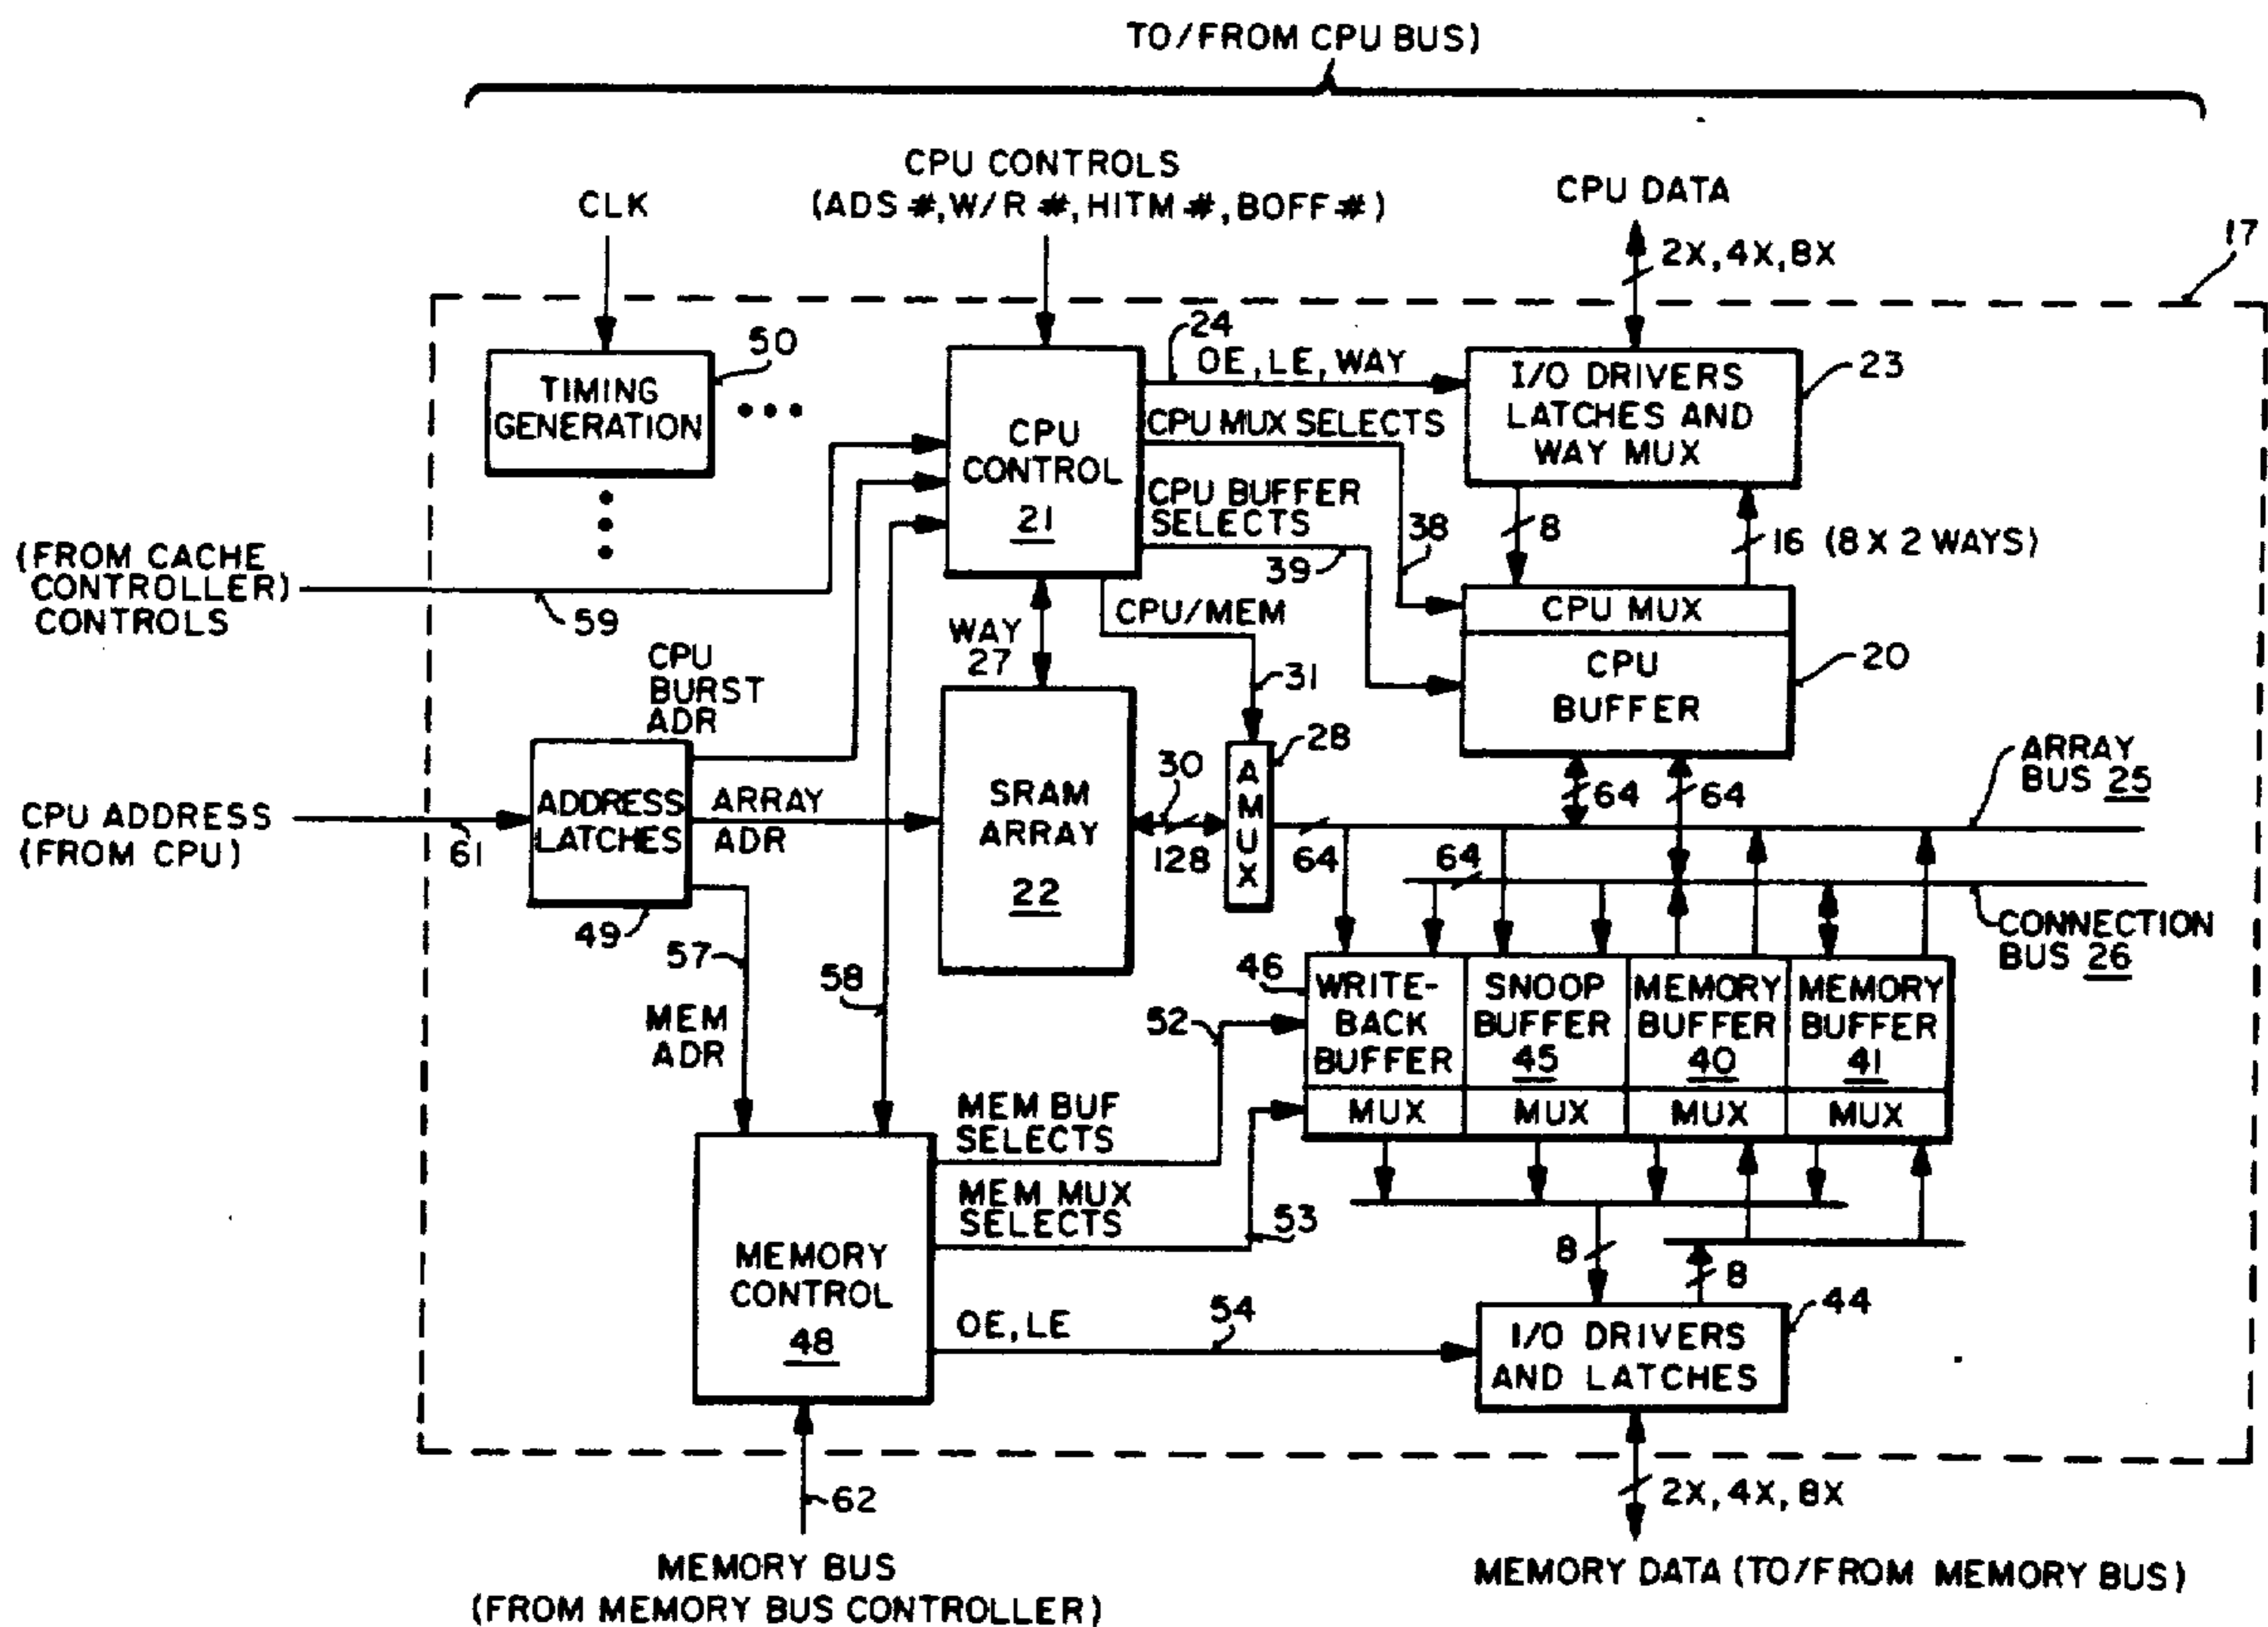 TO/FROM CPU BUS)
CPU CONTROLS
(ADS #, W/R #, HITM #, BOFF #)
CLK
CPU DATA
2X, 4X, 8X
17
50
TIMING
GENERATION
24
OE, LE, WAY
I/O DRIVERS
LATCHES AND
WAY MUX
23
CPU
CONTROL
21
CPU MUX SELECTS
CPU BUFFER
SELECTS
38
39
8
16 (8 X 2 WAYS)
(FROM CACHE
CONTROLLER)
CONTROLS
59
WAY
27
CPU/MEM
31
CPU MUX
CPU
BUFFER
20
CPU
BURST
ADR
28
ARRAY
BUS 25
CPU ADDRESS
(FROM CPU)
61
ADDRESS
LATCHES
49
ARRAY
ADR
SRAM
ARRAY
22
30
128
AMUX
64
64
64
64
CONNECTION
BUS 26
57
MEM
ADR
58
46
52
WRITE-
BACK
BUFFER
SNOOP
BUFFER
45
MEMORY
BUFFER
40
MEMORY
BUFFER
41
MUX
MUX
MUX
MUX
MEM BUF
SELECTS
MEM MUX
SELECTS
53
MEMORY
CONTROL
48
8
8
OE, LE
54
I/O DRIVERS
AND LATCHES
44
62
2X, 4X, 8X
MEMORY BUS
(FROM MEMORY BUS CONTROLLER)
MEMORY DATA (TO/FROM MEMORY BUS)